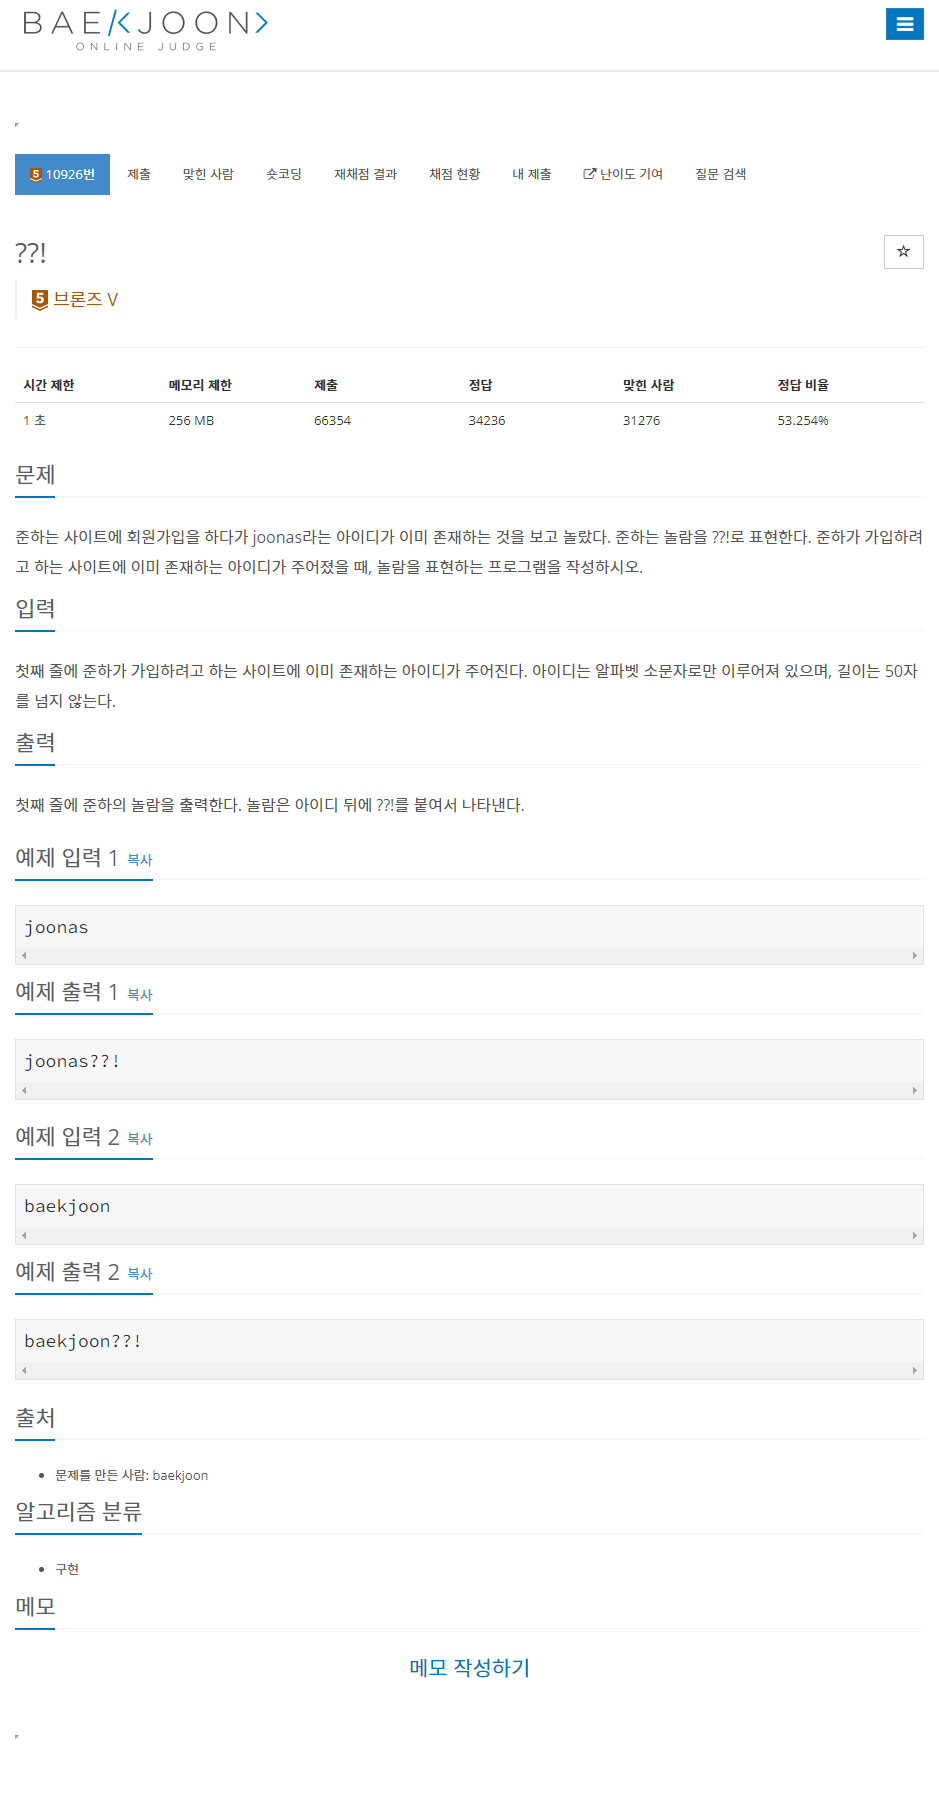 BAEKJOON>
ONLINE JUDGE
5 10926번 제출 맞힌 사람 숏코딩 재채점 결과 채점 현황 내 제출 난이도 기여 질문 검색
??!
5 브론즈 V
시간 제한 메모리 제한 제출 정답 맞힌 사람 정답 비율
1 초 256 MB 66354 34236 31276 53.254%
문제
준하는 사이트에 회원가입을 하다가 joonas라는 아이디가 이미 존재하는 것을 보고 놀랐다. 준하는 놀람을 ??!로 표현한다. 준하가 가입하려
고 하는 사이트에 이미 존재하는 아이디가 주어졌을 때, 놀람을 표현하는 프로그램을 작성하시오.
입력
첫째 줄에 준하가 가입하려고 하는 사이트에 이미 존재하는 아이디가 주어진다. 아이디는 알파벳 소문자로만 이루어져 있으며, 길이는 50자
를 넘지 않는다.
출력
첫째 줄에 준하의 놀람을 출력한다. 놀람은 아이디 뒤에 ??!를 붙여서 나타낸다.
예제 입력 1 복사
joonas
예제 출력 1 복사
joonas??!
예제 입력 2 복사
baekjoon
예제 출력 2 복사
baekjoon??!
출처
문제를 만든 사람: baekjoon
알고리즘 분류
구현
메모
메모 작성하기